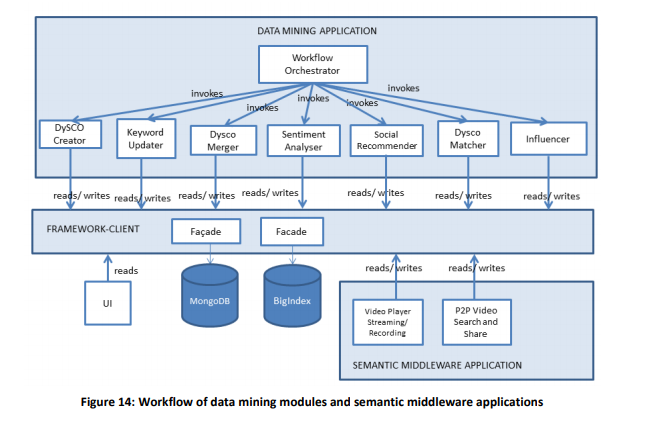 DATA MINING APPLICATION
Workflow
Orchestrator
invokes
invokes
invokes
invokes
invokes
DySCO
Creator
Keyword
Updater
Dysco
Merger
Sentiment
Analyser
Social
Recommender
Dysco
Matcher
Influencer
reads/ writes
reads/ writes
reads/ writes
reads/ writes
reads/ writes
reads/ writes
reads/ writes
FRAMEWORK-CLIENT
Façade
Facade
reads
reads/ writes
reads/ writes
UI
MongoDB
BigIndex
Video Player
Streaming/
Recording
P2P Video
Search and
Share
SEMANTIC MIDDLEWARE APPLICATION
Figure 14: Workflow of data mining modules and semantic middleware applications